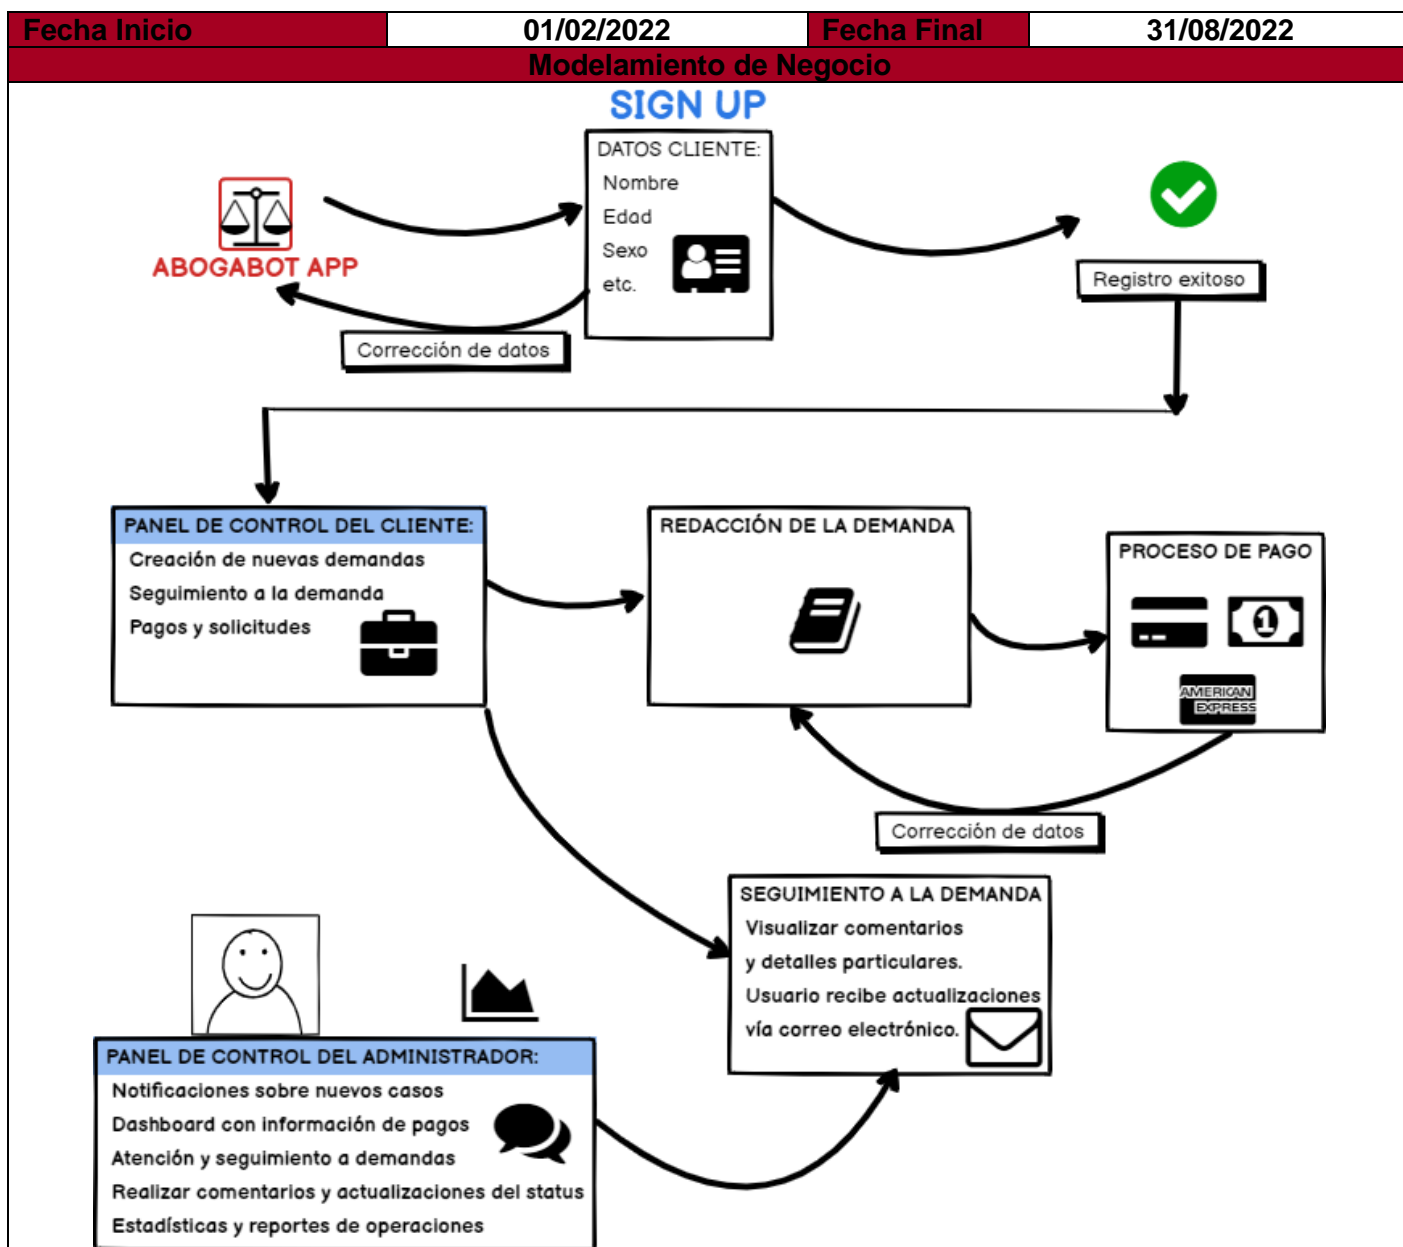 Fecha Inicio 01/02/2022 Fecha Final 31/08/2022
Modelamiento de Negocio
SIGN UP
DATOS CLIENTE:
Nombre
Edad
Sexo
etc.
ABOGABOT APP
Corrección de datos
Registro exitoso
PANEL DE CONTROL DEL CLIENTE:
Creación de nuevas demandas
Seguimiento a la demanda
Pagos y solicitudes
REDACCIÓN DE LA DEMANDA
PROCESO DE PAGO
1
AMERICAN
EXPRESS
Corrección de datos
SEGUIMIENTO A LA DEMANDA
Visualizar comentarios
y detalles particulares.
Usuario recibe actualizaciones
vía correo electrónico.
PANEL DE CONTROL DEL ADMINISTRADOR:
Notificaciones sobre nuevos casos
Dashboard con información de pagos
Atención y seguimiento a demandas
Realizar comentarios y actualizaciones del status
Estadísticas y reportes de operaciones